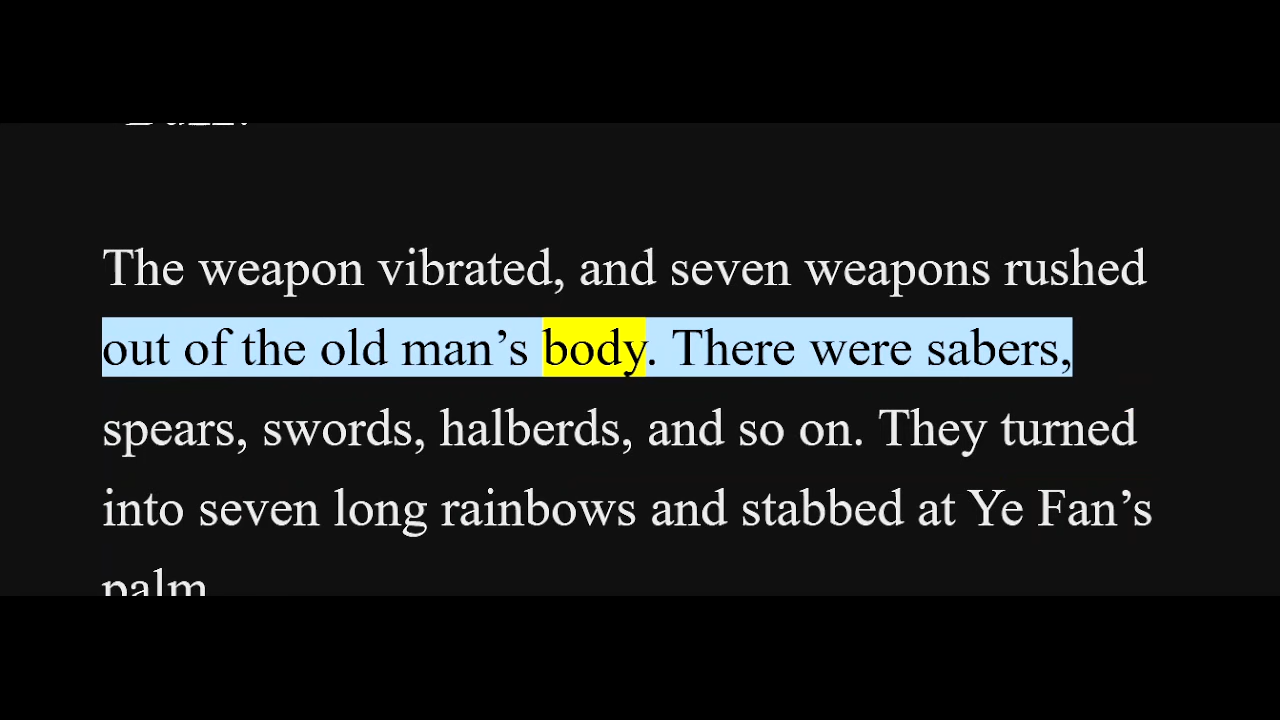 The weapon vibrated, and seven weapons rushed
out of the old man’s body. There were sabers,
spears, swords, halberds, and so on. They turned
into seven long rainbows and stabbed at Ye Fan’s
palm